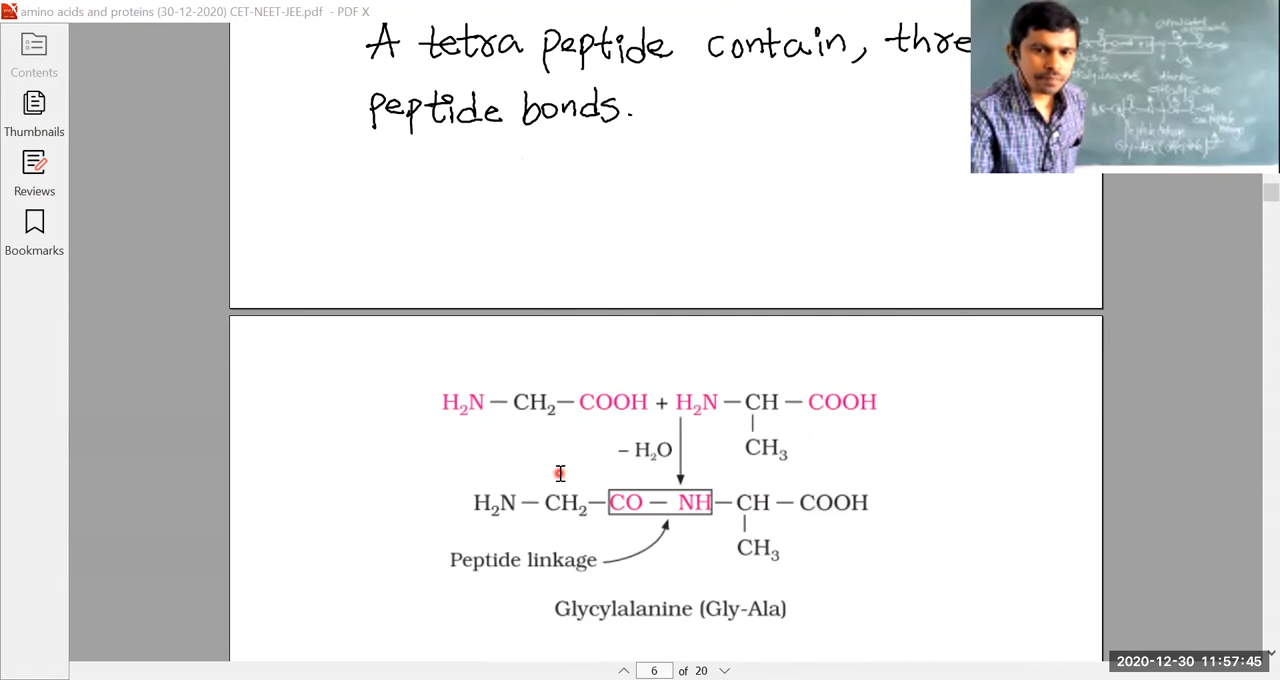 amino acids and proteins (30-12-2020) CET-NEET-JEE.pdf - PDF X
Contents
Thumbnails
Reviews
Bookmarks
A tetra peptide contain, thre
peptide bonds.
H₂N — CH₂ — COOH + H₂N — CH — COOH
|
– H₂O CH₃
H₂N — CH₂ — CO — NH — CH — COOH
|
CH₃
Peptide linkage
Glycylalanine (Gly-Ala)
6 of 20
2020-12-30 11:57:45